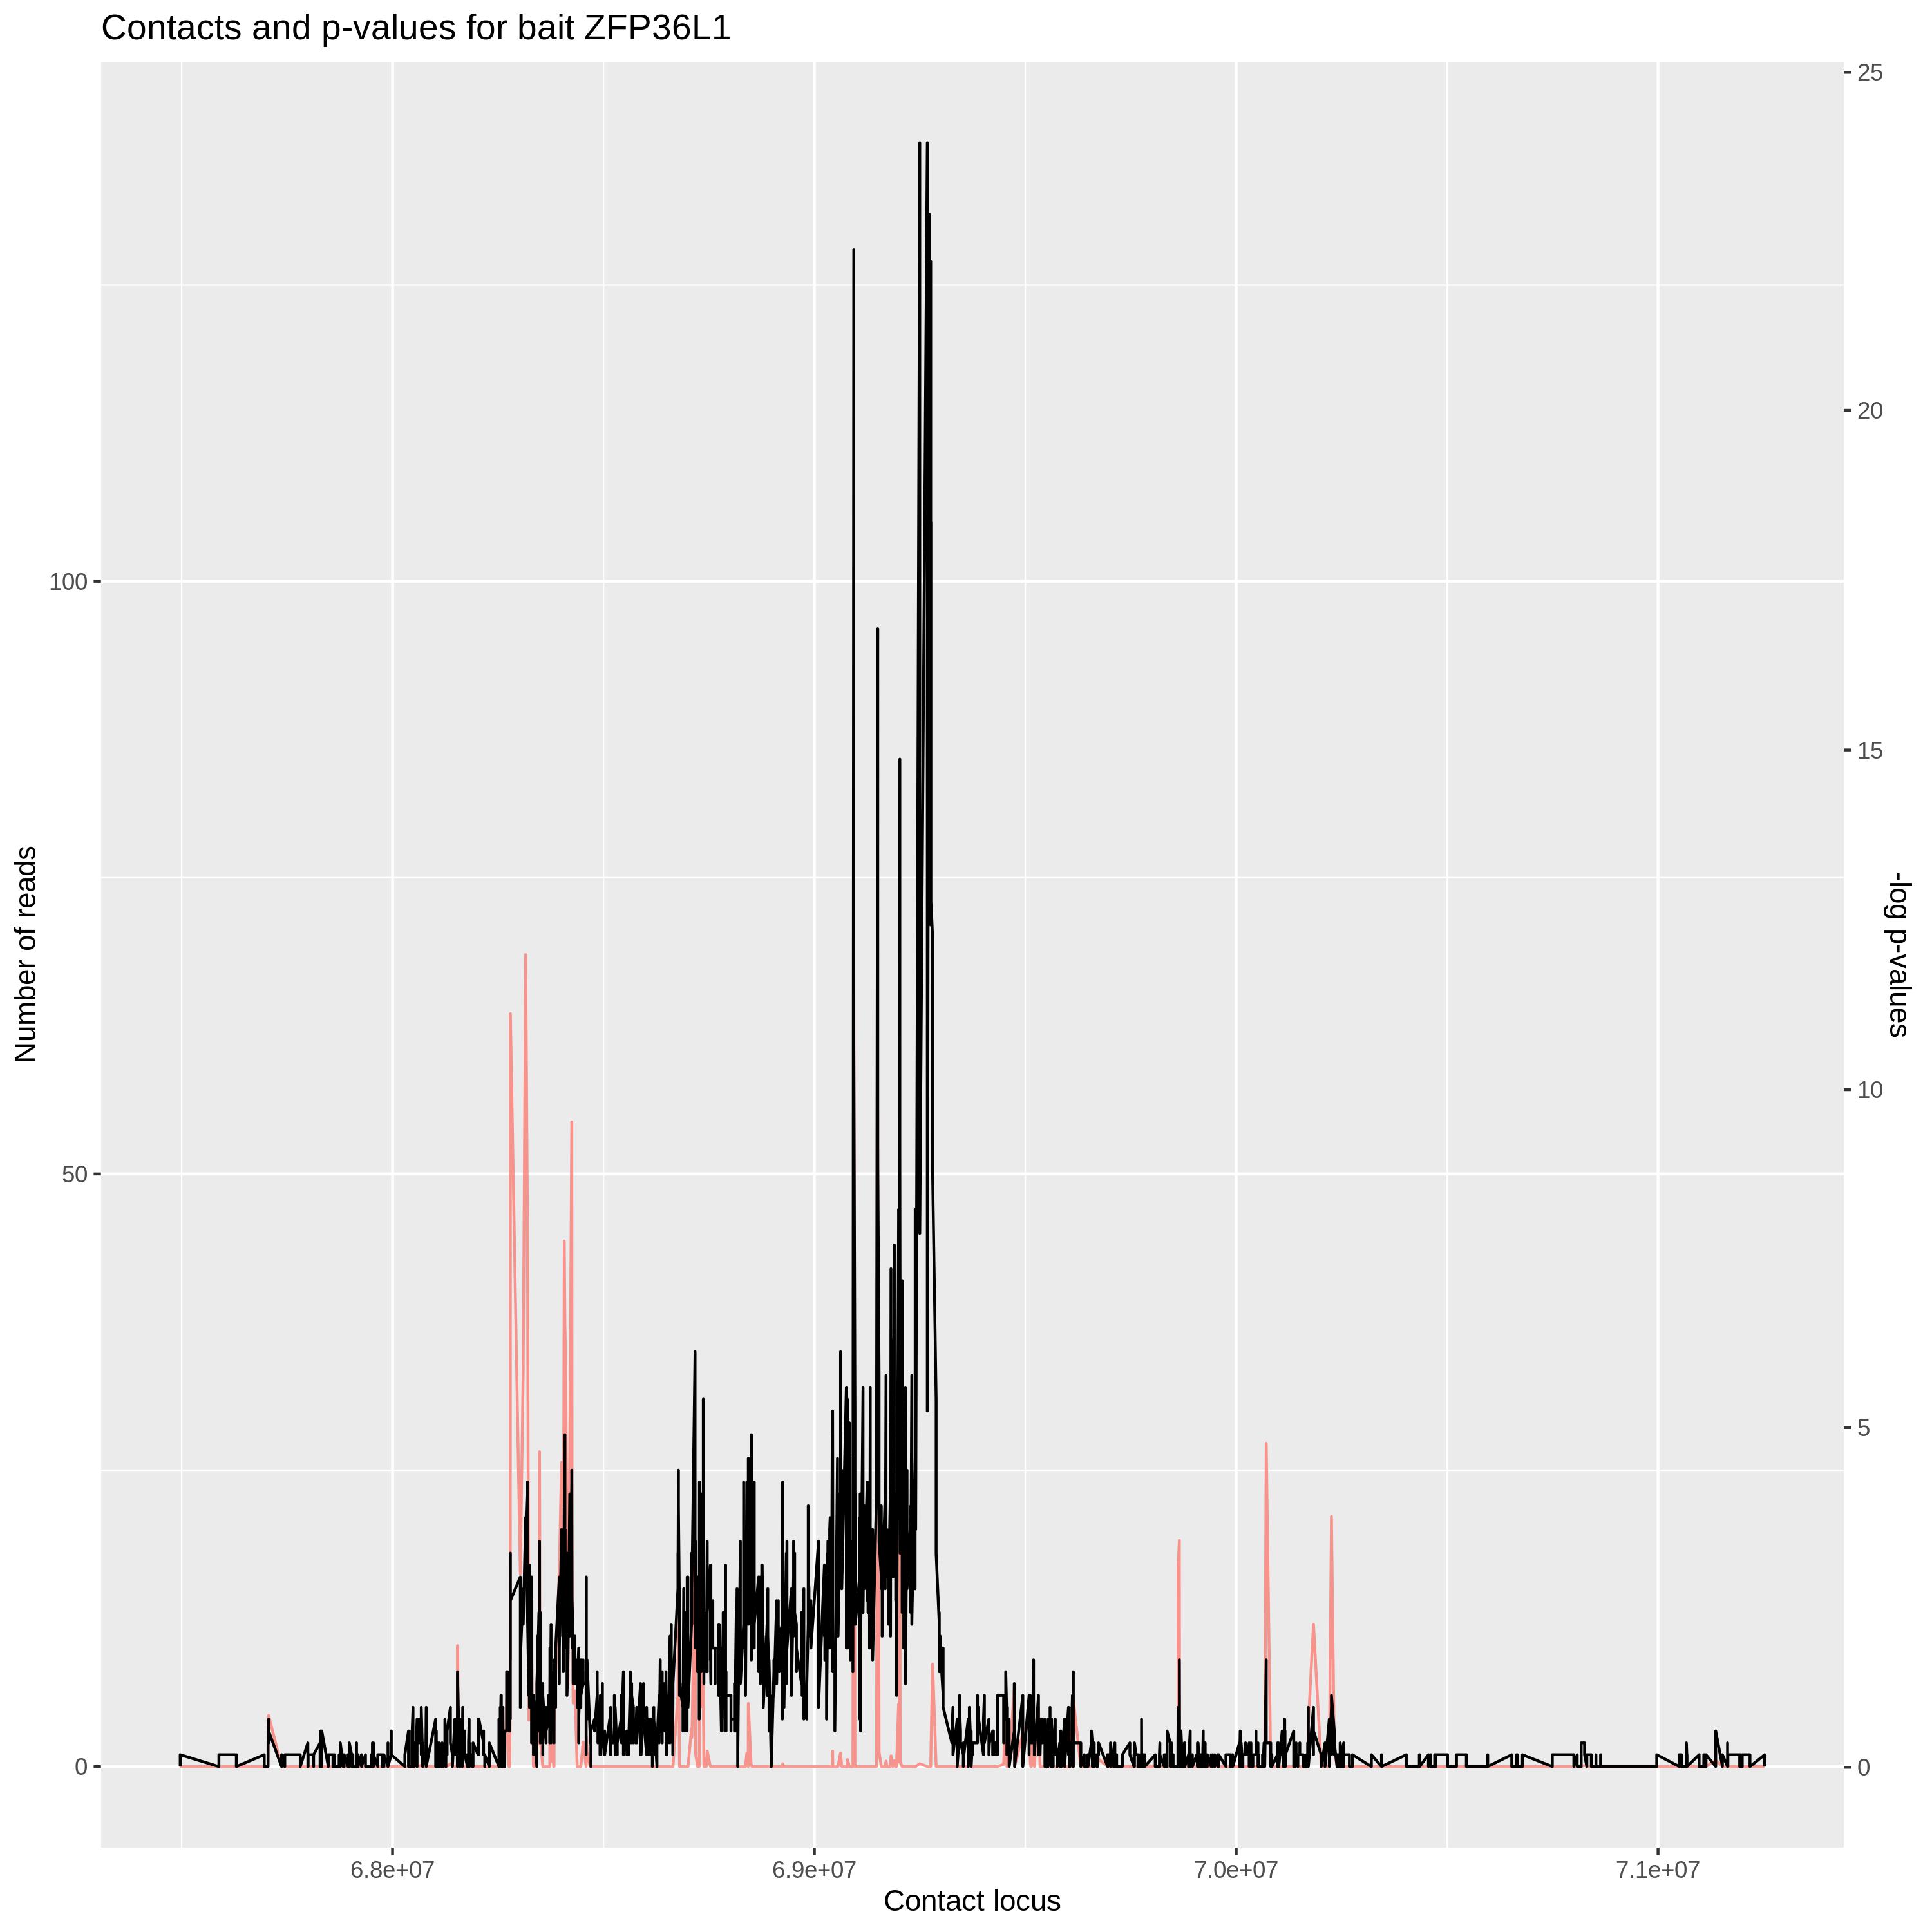 Contacts and p-values for bait ZFP36L1
25
20
100
15
Number of reads
-log p-values
10
50
5
0
0
6.8e+07
6.9e+07
7.0e+07
7.1e+07
Contact locus